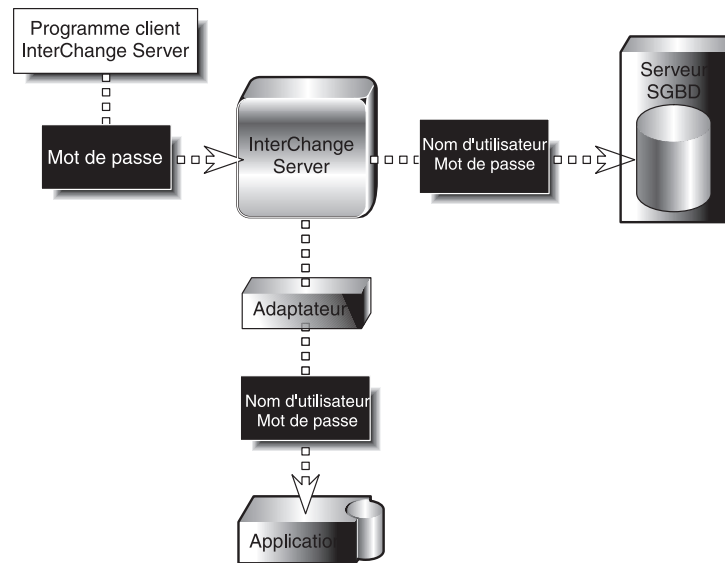 Programme client
InterChange Server
Mot de passe
InterChange
Server
Nom d'utilisateur
Mot de passe
Serveur
SGBD
Adaptateur
Nom d'utilisateur
Mot de passe
Application